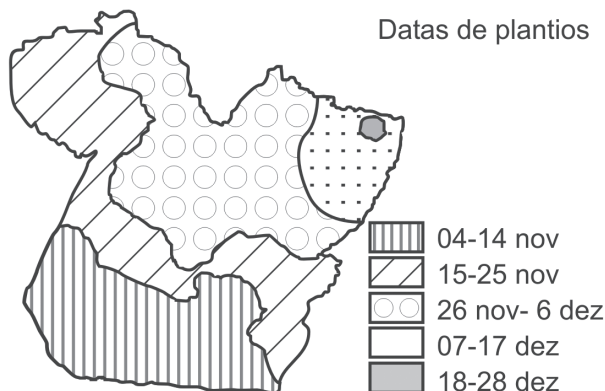 Datas de plantios
04-14 nov
15-25 nov
26 nov- 6 dez
07-17 dez
18-28 dez